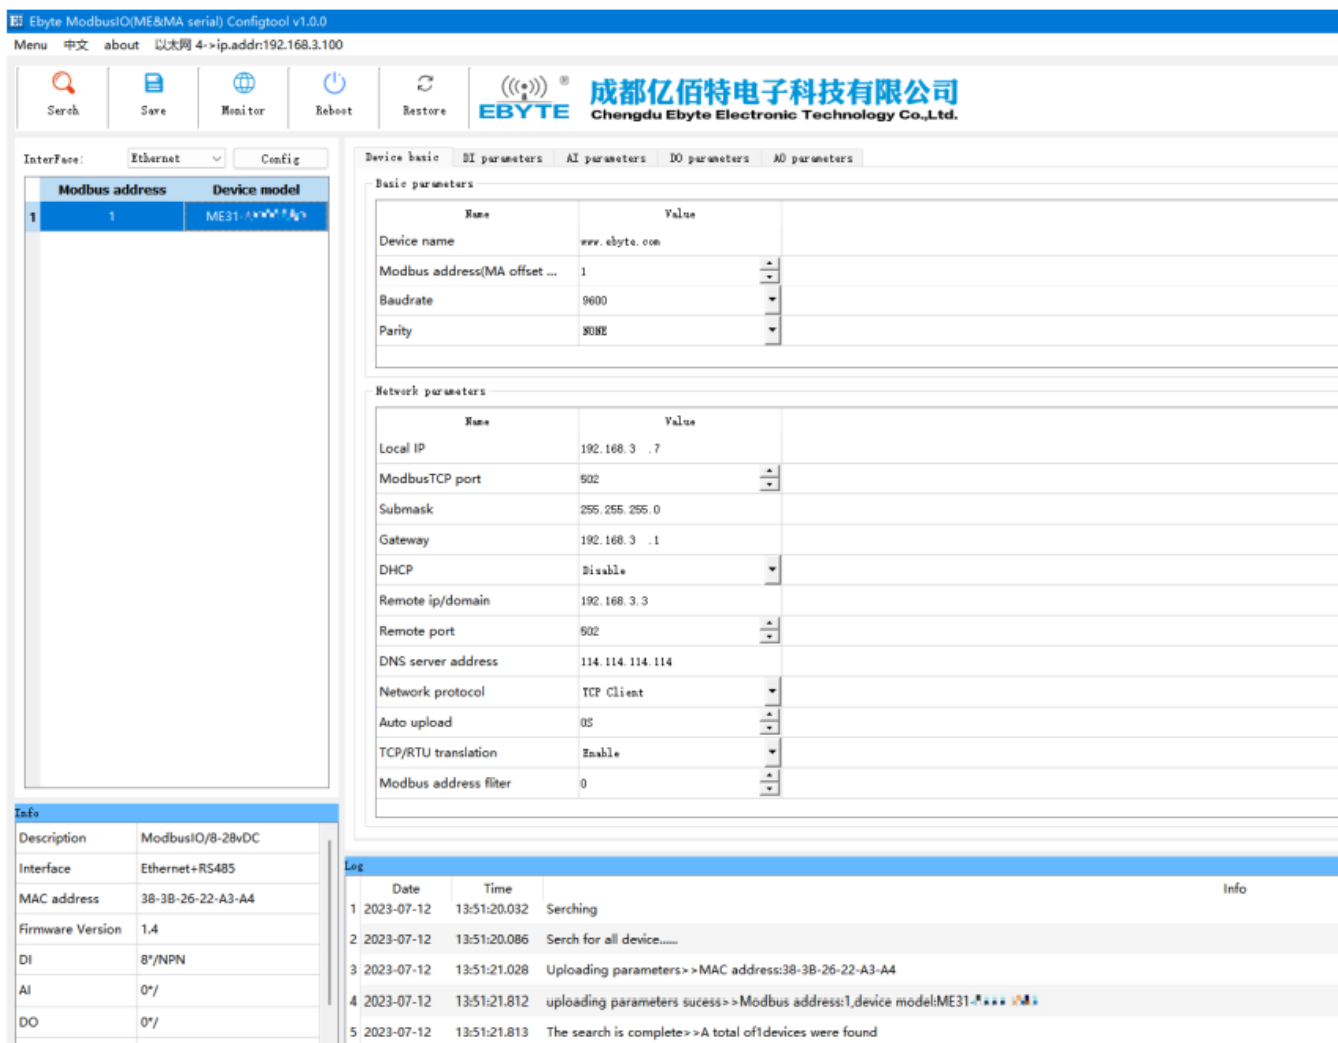 Ebyte ModbusIO(ME&MA serial) Configtool v1.0.0
Menu 中文 about 以太网 4->ip.addr:192.168.3.100
Serch Save Monitor Reboot Restore
EBYTE ®
成都亿佰特电子科技有限公司
Chengdu Ebyte Electronic Technology Co.,Ltd.
InterFace: Ethernet Config
Modbus address Device model
1 1 ME31-
Device basic DI parameters AI parameters DO parameters AO parameters
Basic parameters
Name Value
Device name www.ebyte.com
Modbus address(MA offset ... 1
Baudrate 9600
Parity NONE
Network parameters
Name Value
Local IP 192.168.3 .7
ModbusTCP port 502
Submask 255.255.255.0
Gateway 192.168.3 .1
DHCP Disable
Remote ip/domain 192.168.3.3
Remote port 502
DNS server address 114.114.114.114
Network protocol TCP Client
Auto upload 0S
TCP/RTU translation Enable
Modbus address fliter 0
Info
Description ModbusIO/8-28vDC
Interface Ethernet+RS485
MAC address 38-3B-26-22-A3-A4
Firmware Version 1.4
DI 8*/NPN
AI 0*/
DO 0*/
Log
Date Time Info
1 2023-07-12 13:51:20.032 Serching
2 2023-07-12 13:51:20.086 Serch for all device......
3 2023-07-12 13:51:21.028 Uploading parameters>>MAC address:38-3B-26-22-A3-A4
4 2023-07-12 13:51:21.812 uploading parameters sucess>>Modbus address:1,device model:ME31-
5 2023-07-12 13:51:21.813 The search is complete>>A total of1devices were found